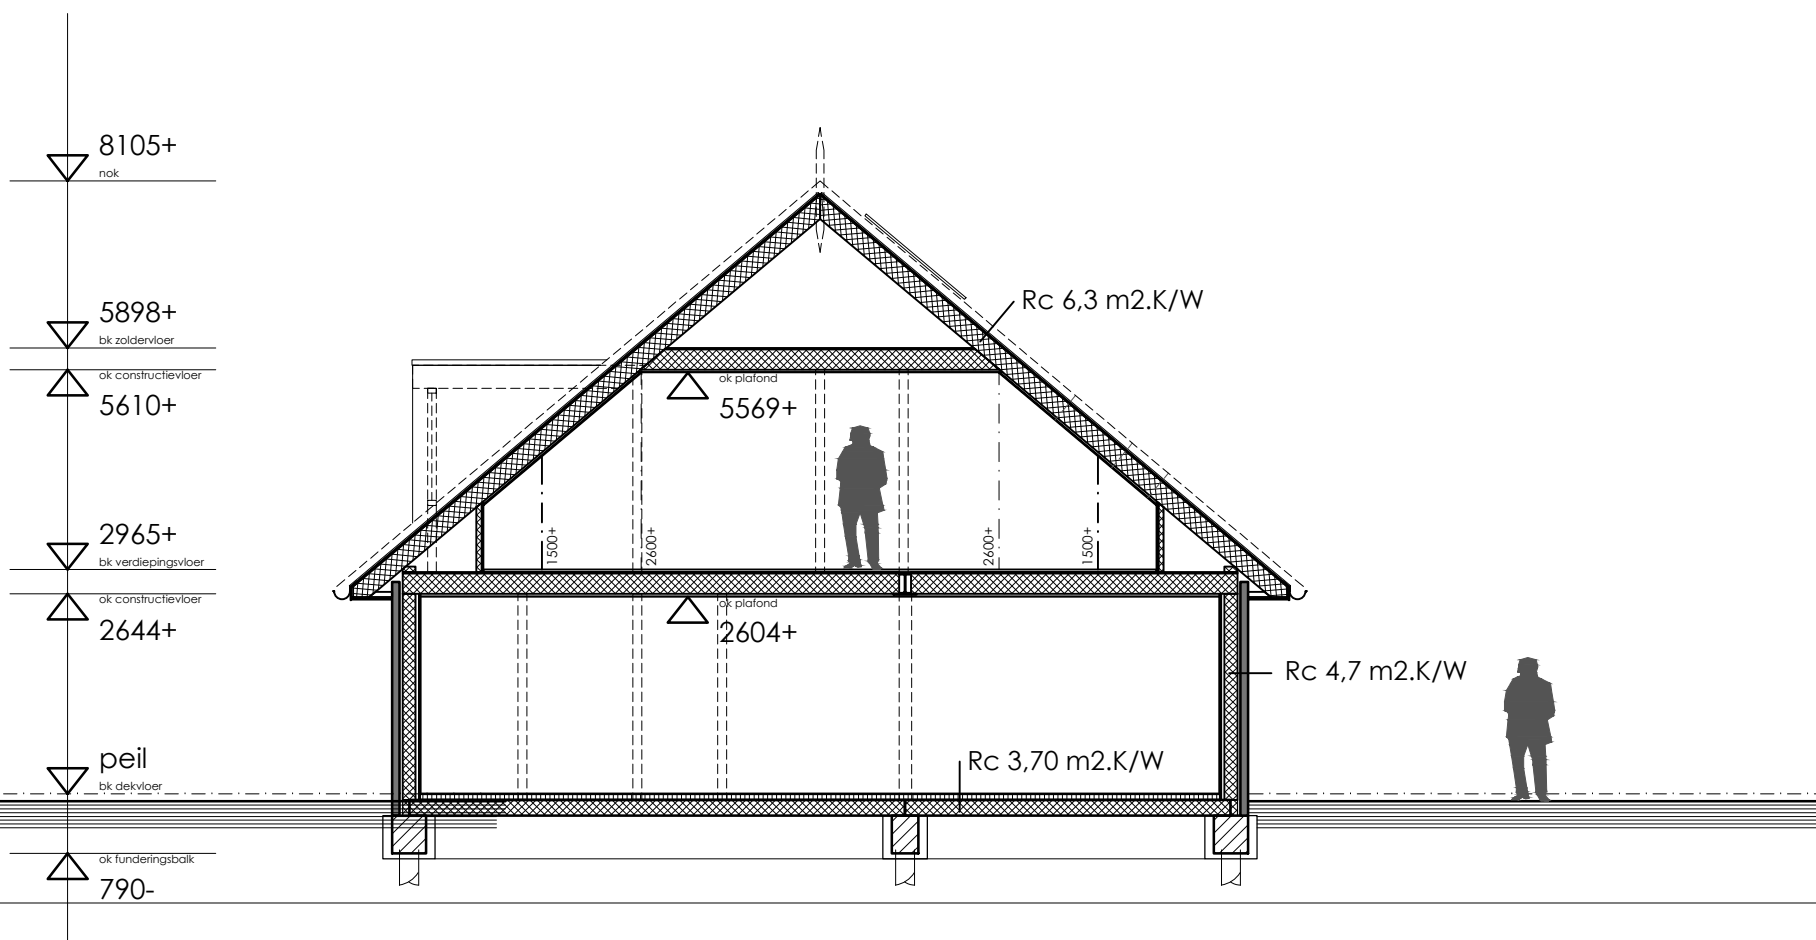 8105+
nok
5898+
bk zoldervloer
ok constructievloer
5610+
2965+
bk verdiepingsvloer
ok constructievloer
2644+
peil
bk dekvloer
ok funderingsbalk
790-
Rc 6,3 m2.K/W
ok plafond
5569+
1500+
2600+
2600+
1500+
ok plafond
2604+
Rc 4,7 m2.K/W
Rc 3,70 m2.K/W